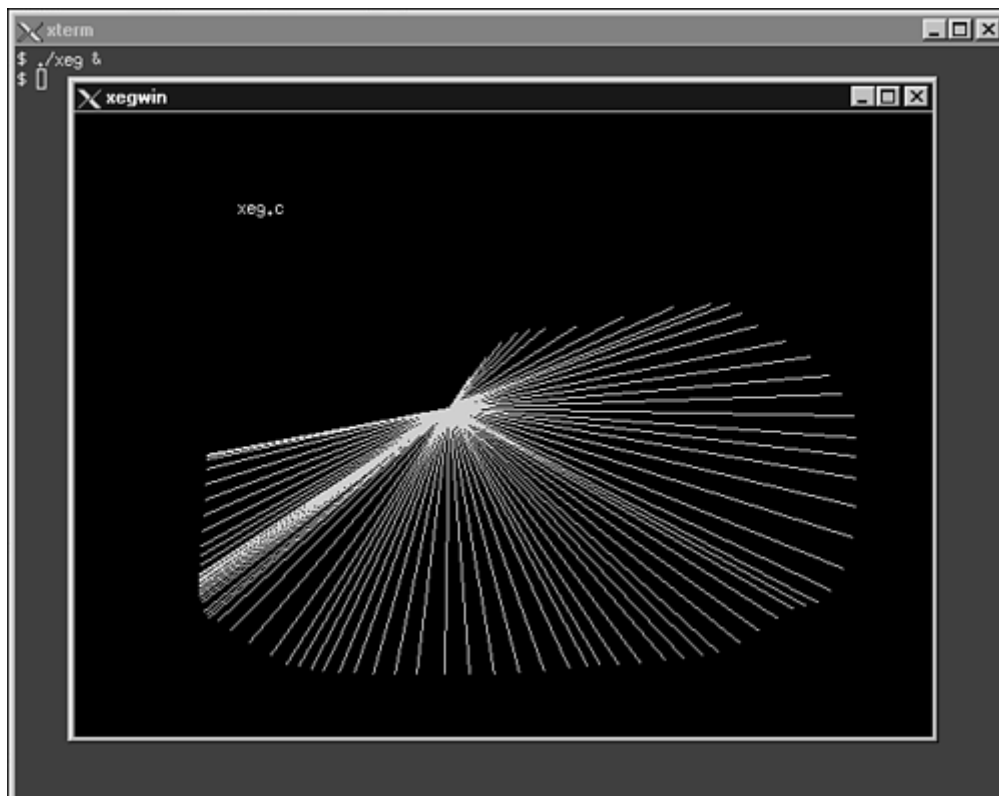 xterm
$ ./xeg &
$
xegwin
xeg.c